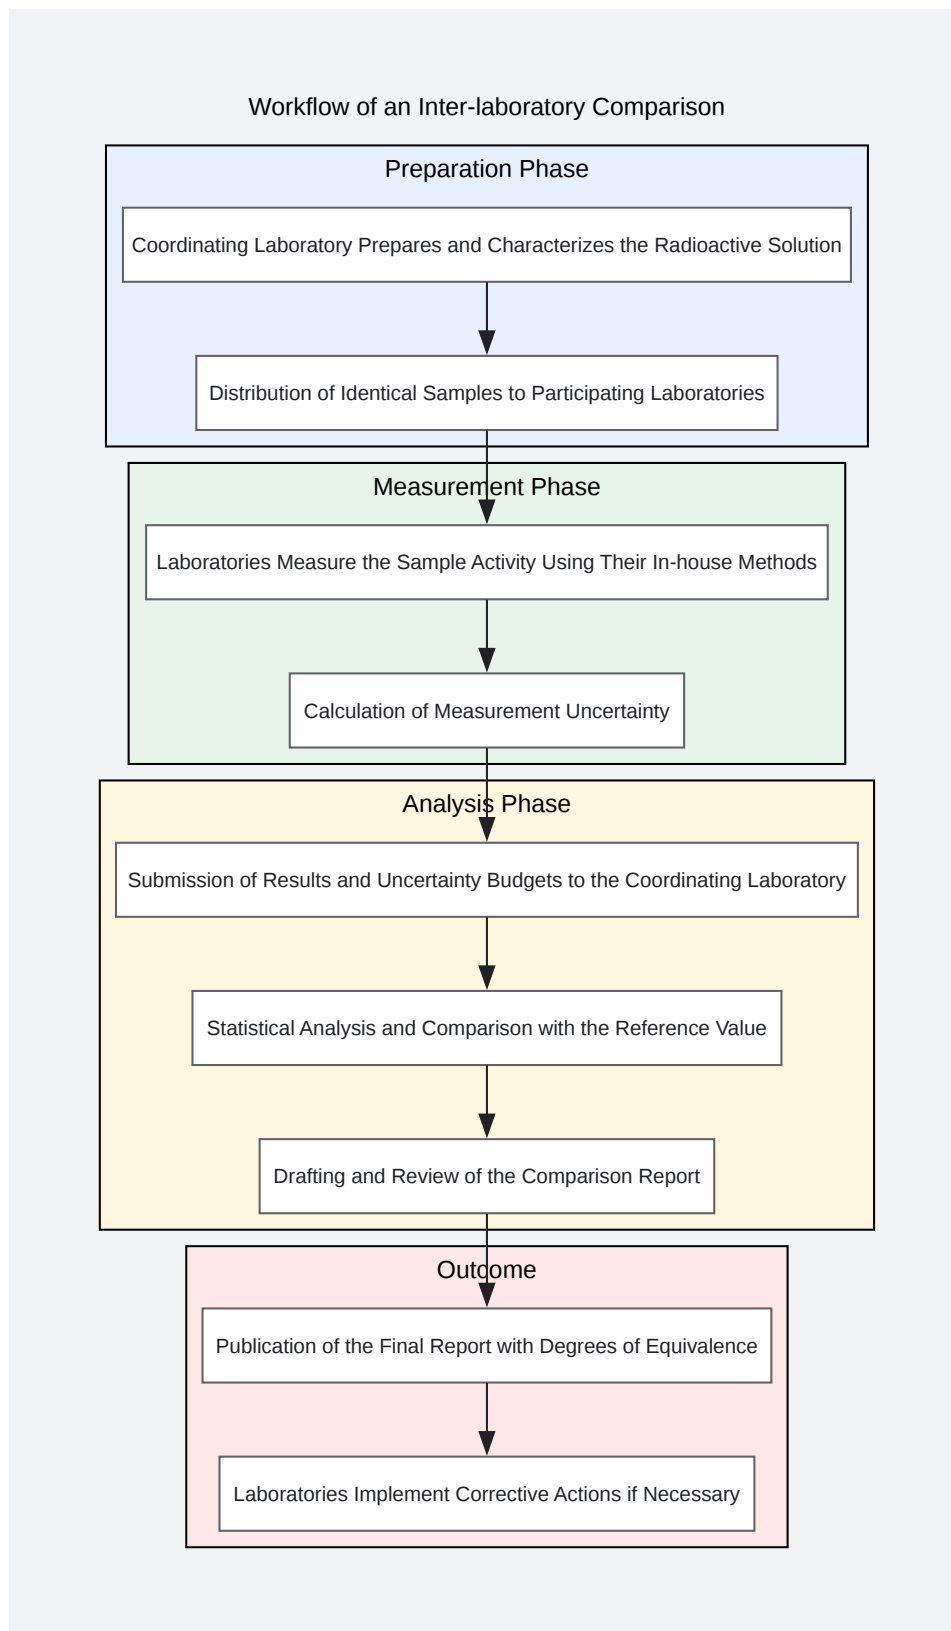 Workflow of an Inter-laboratory Comparison
Preparation Phase
Coordinating Laboratory Prepares and Characterizes the Radioactive Solution
Distribution of Identical Samples to Participating Laboratories
Measurement Phase
Laboratories Measure the Sample Activity Using Their In-house Methods
Calculation of Measurement Uncertainty
Analysis Phase
Submission of Results and Uncertainty Budgets to the Coordinating Laboratory
Statistical Analysis and Comparison with the Reference Value
Drafting and Review of the Comparison Report
Outcome
Publication of the Final Report with Degrees of Equivalence
Laboratories Implement Corrective Actions if Necessary